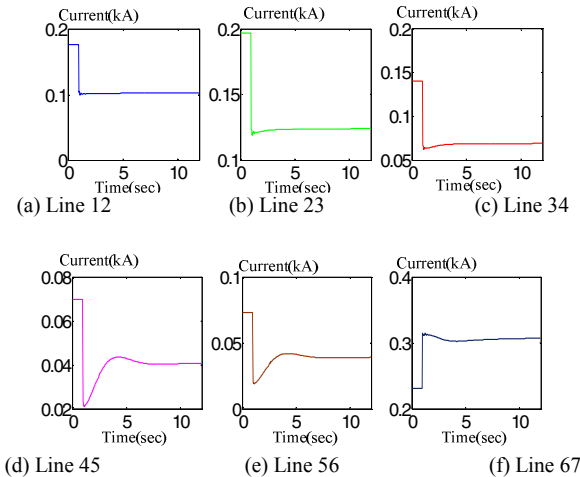 Current(kA) Current(kA) Current(kA)
0.2 0.2 0.2
0.1 0.15 0.15
0.1
0 0.1 0.05
0 5 10 0 5 10 0 5 10
Time(sec) Time(sec) Time(sec)
(a) Line 12 (b) Line 23 (c) Line 34
Current(kA) Current(kA) Current(kA)
0.08 0.1 0.4
0.06
0.05 0.3
0.04
0.02 0 0.2
0 5 10 0 5 10 0 5 10
Time(sec) Time(sec) Time(sec)
(d) Line 45 (e) Line 56 (f) Line 67